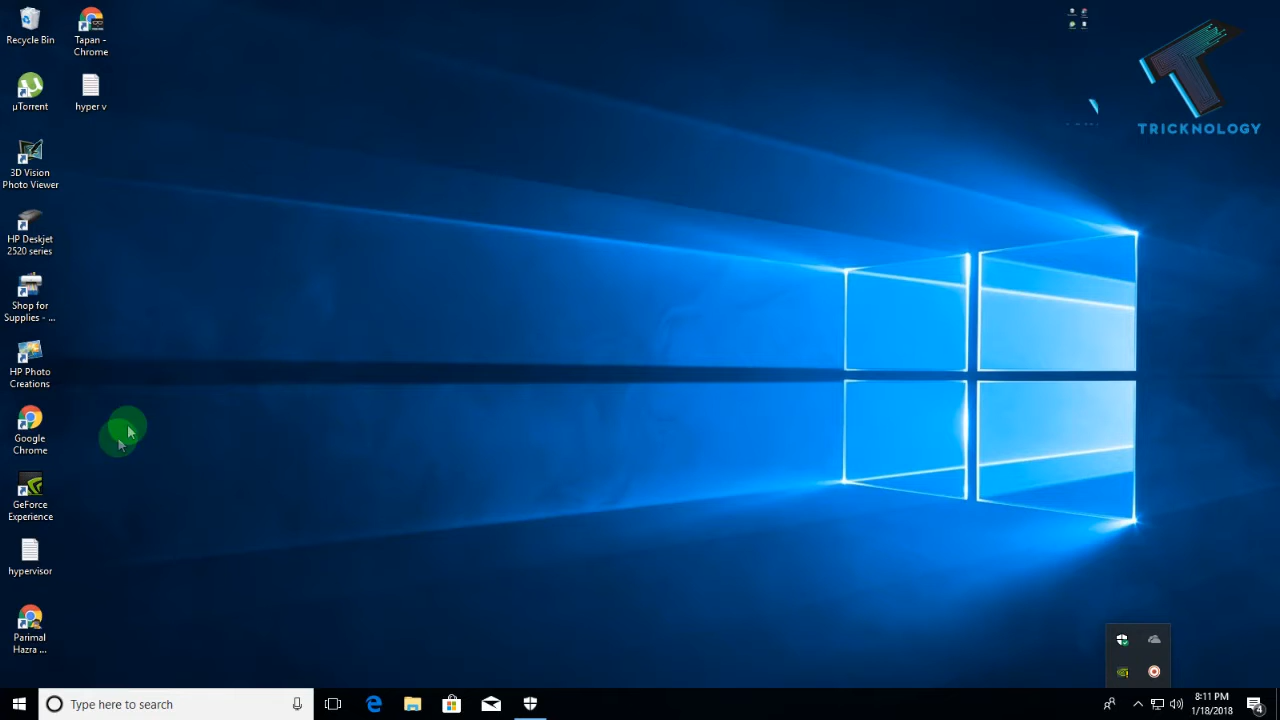 Recycle Bin
Tapan -
Chrome
µTorrent
hyper v
3D Vision
Photo Viewer
HP Deskjet
2520 series
Shop for
Supplies - ...
HP Photo
Creations
Google
Chrome
GeForce
Experience
hypervisor
Parimal
Hazra ...
TRICKNOLOGY
Type here to search
8:11 PM
1/18/2018
4